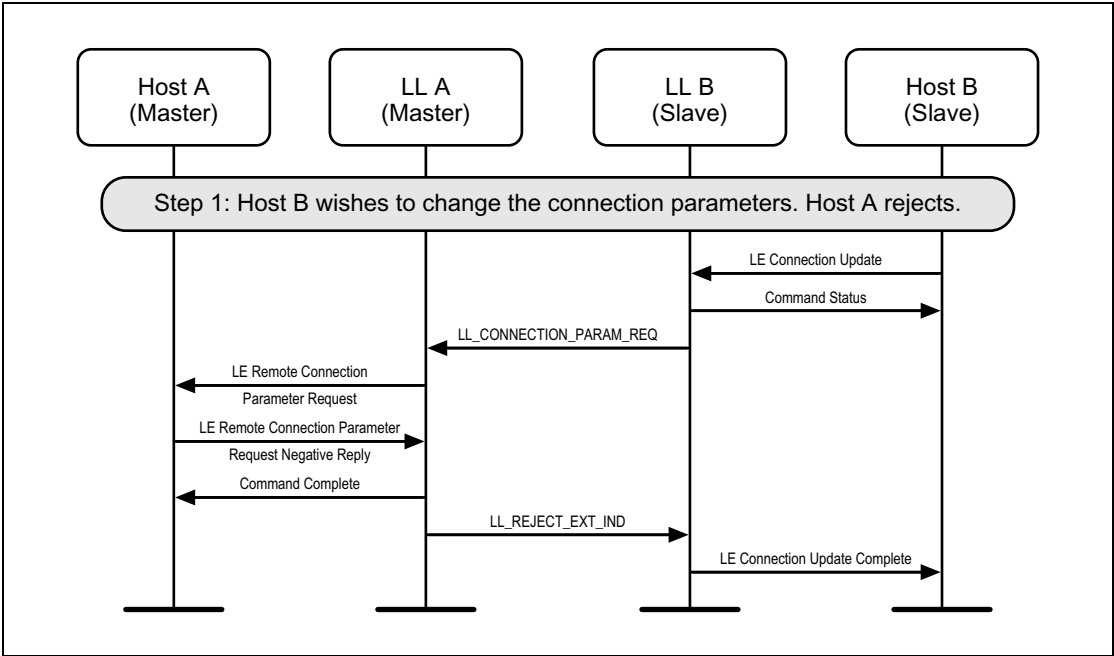 Host A
(Master)
LL A
(Master)
LL B
(Slave)
Host B
(Slave)
Step 1: Host B wishes to change the connection parameters. Host A rejects.
LE Connection Update
Command Status
LL_CONNECTION_PARAM_REQ
LE Remote Connection
Parameter Request
LE Remote Connection Parameter
Request Negative Reply
Command Complete
LL_REJECT_EXT_IND
LE Connection Update Complete